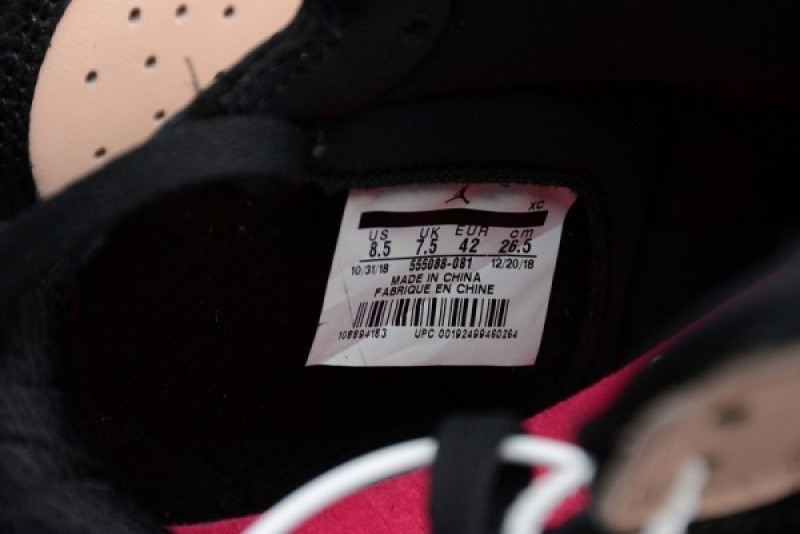 XC
US UK EUR cm
8.5 7.5 42 26.5
10/31/18 555088-081 12/20/18
MADE IN CHINA
FABRIQUE EN CHINE
108894183 UPC 00192499460264